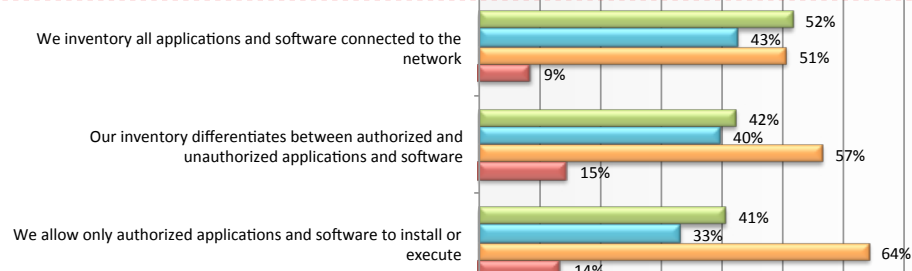 We inventory all applications and software connected to the
network
52%
43%
51%
9%
Our inventory differentiates between authorized and
unauthorized applications and software
42%
40%
57%
15%
We allow only authorized applications and software to install or
execute
41%
33%
64%
14%